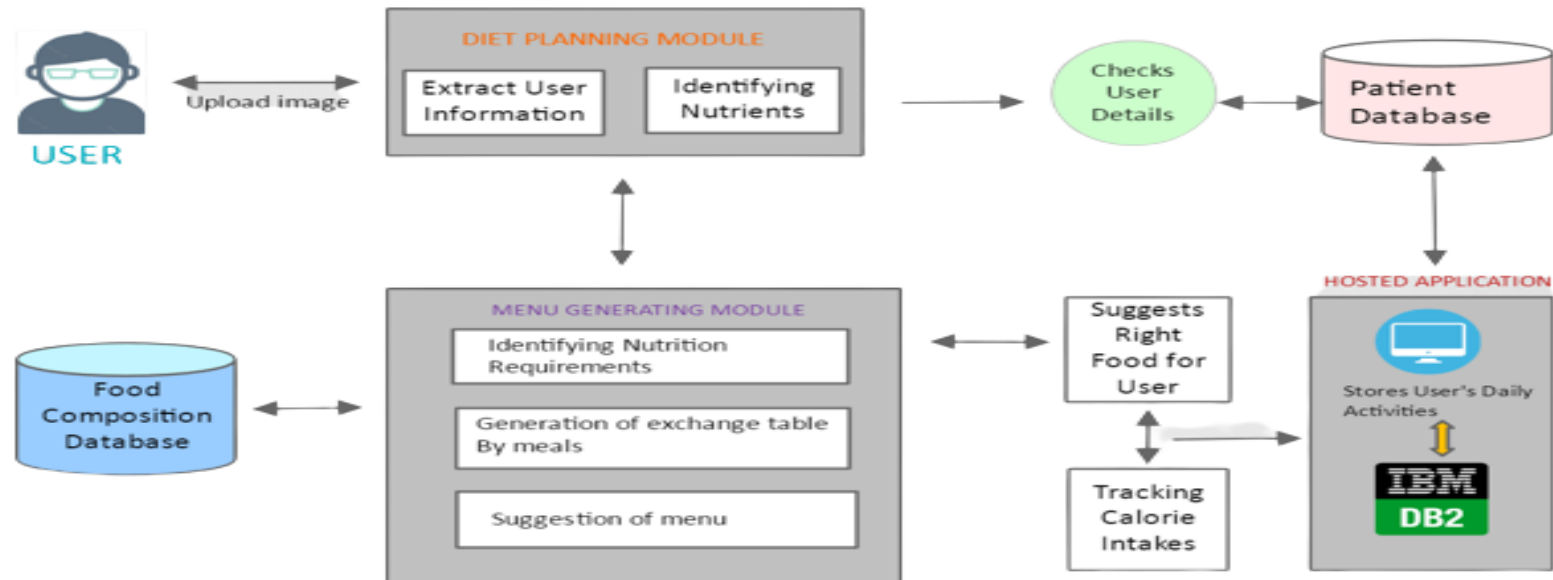 DIET PLANNING MODULE
Extract User
Information
Identifying
Nutrients
Upload image
USER
Checks
User
Details
Patient
Database
MENU GENERATING MODULE
Identifying Nutrition
Requirements
Generation of exchange table
By meals
Suggestion of menu
Food
Composition
Database
Suggests
Right
Food for
User
Tracking
Calorie
Intakes
HOSTED APPLICATION
Stores User's Daily
Activities
IBM
DB2